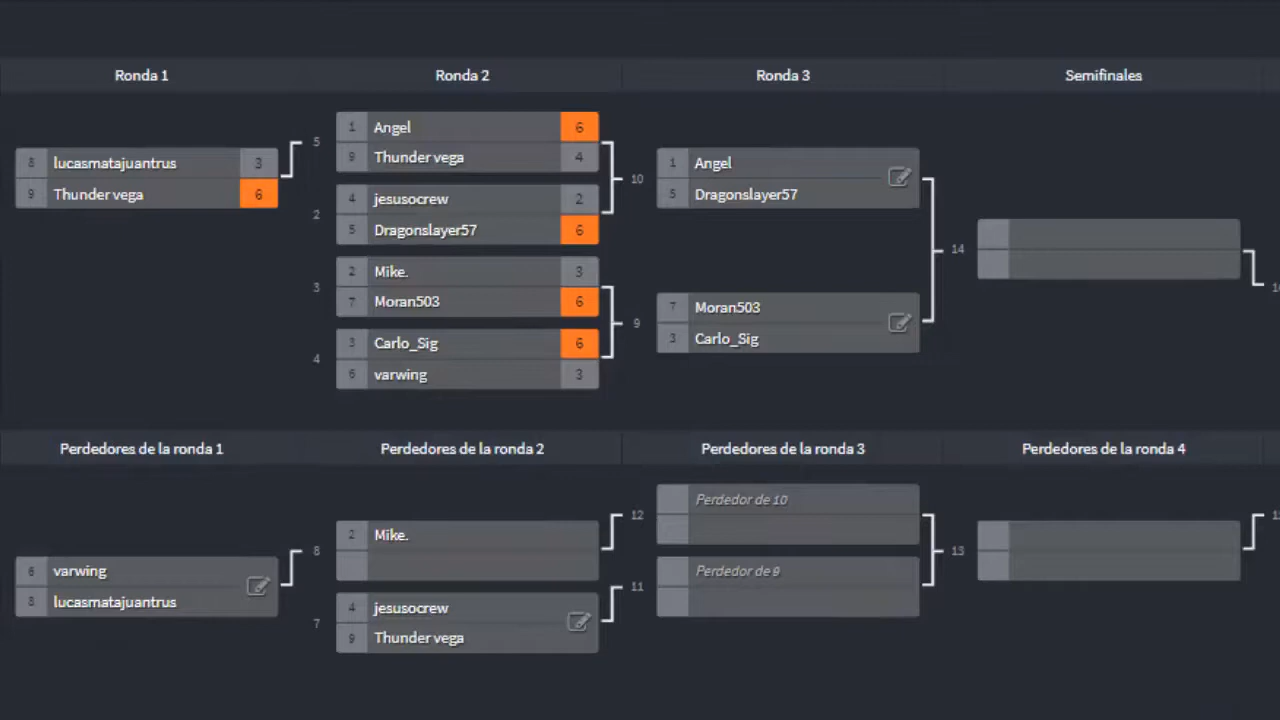 Ronda 1
Ronda 2
Ronda 3
Semifinales
8 lucasmatajuantrus 3
9 Thunder vega 6
5
1 Angel 6
9 Thunder vega 4
2
4 jesusocrew 2
5 Dragonslayer57 6
3
2 Mike. 3
7 Moran503 6
4
3 Carlo_Sig 6
6 varwing 3
10
9
1 Angel
5 Dragonslayer57
7 Moran503
3 Carlo_Sig
14
Perdedores de la ronda 1
Perdedores de la ronda 2
Perdedores de la ronda 3
Perdedores de la ronda 4
6 varwing
8 lucasmatajuantrus
8
2 Mike.
7
4 jesusocrew
9 Thunder vega
12
11
Perdedor de 10
Perdedor de 9
13